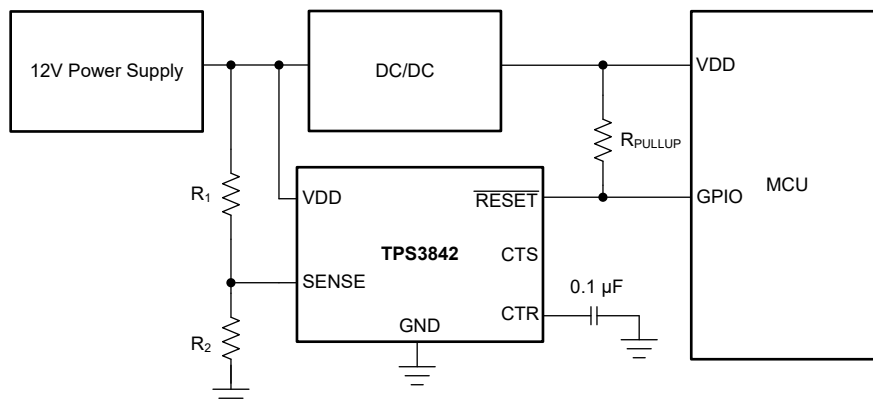 12V Power Supply
DC/DC
VDD
R₁
VDD
RESET
R_PULLUP
MCU
GPIO
TPS3842
CTS
SENSE
0.1 µF
GND
CTR
R₂